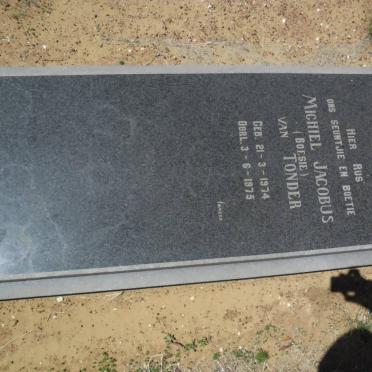 HIER RUS
ONS SEUNTJIE EN BOETIE
MICHIEL JACOBUS
(BOESIE)
VAN TONDER
GEB. 21-3-1974
OORL. 3-6-1975